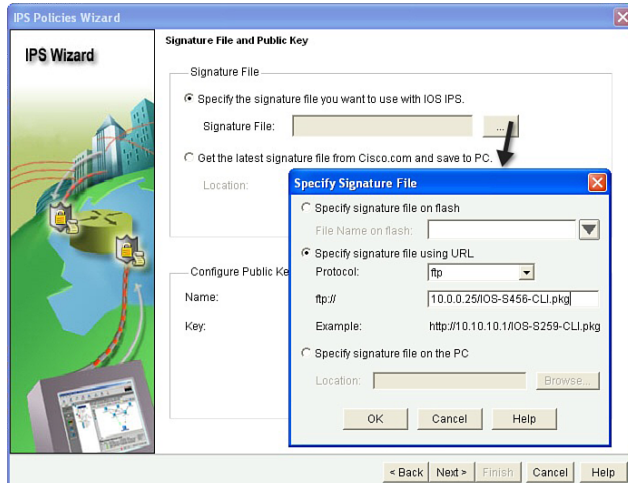 IPS Policies Wizard
IPS Wizard
Signature File and Public Key
Signature File
Specify the signature file you want to use with IOS IPS.
Signature File:
...
Get the latest signature file from Cisco.com and save to PC.
Location:
Configure Public Ke
Name:
Key:
Specify Signature File
Specify signature file on flash
File Name on flash:
Specify signature file using URL
Protocol: ftp
ftp:// 10.0.0.25/IOS-S456-CLI.pkg
Example: http://10.10.10.1/IOS-S259-CLI.pkg
Specify signature file on the PC
Location: Browse...
OK Cancel Help
< Back Next > Finish Cancel Help